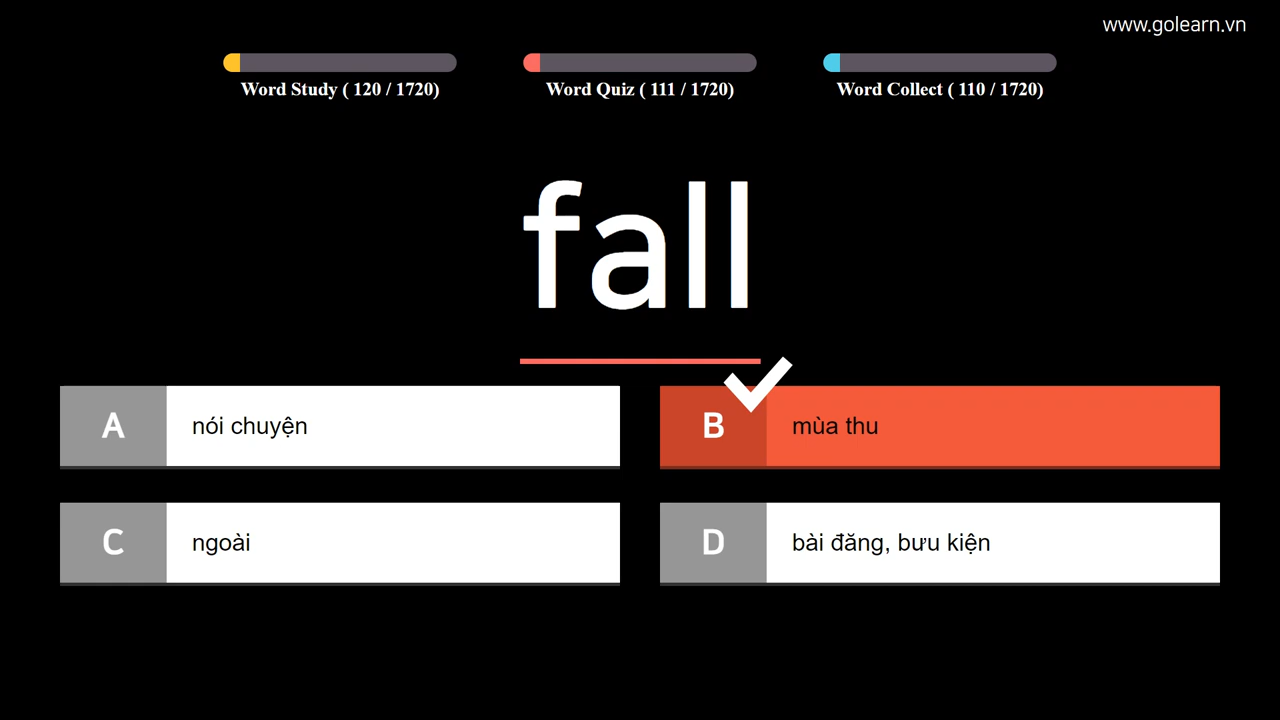 www.golearn.vn
Word Study ( 120 / 1720)
Word Quiz ( 111 / 1720)
Word Collect ( 110 / 1720)
fall
A nói chuyện
B mùa thu
C ngoài
D bài đăng, bưu kiện